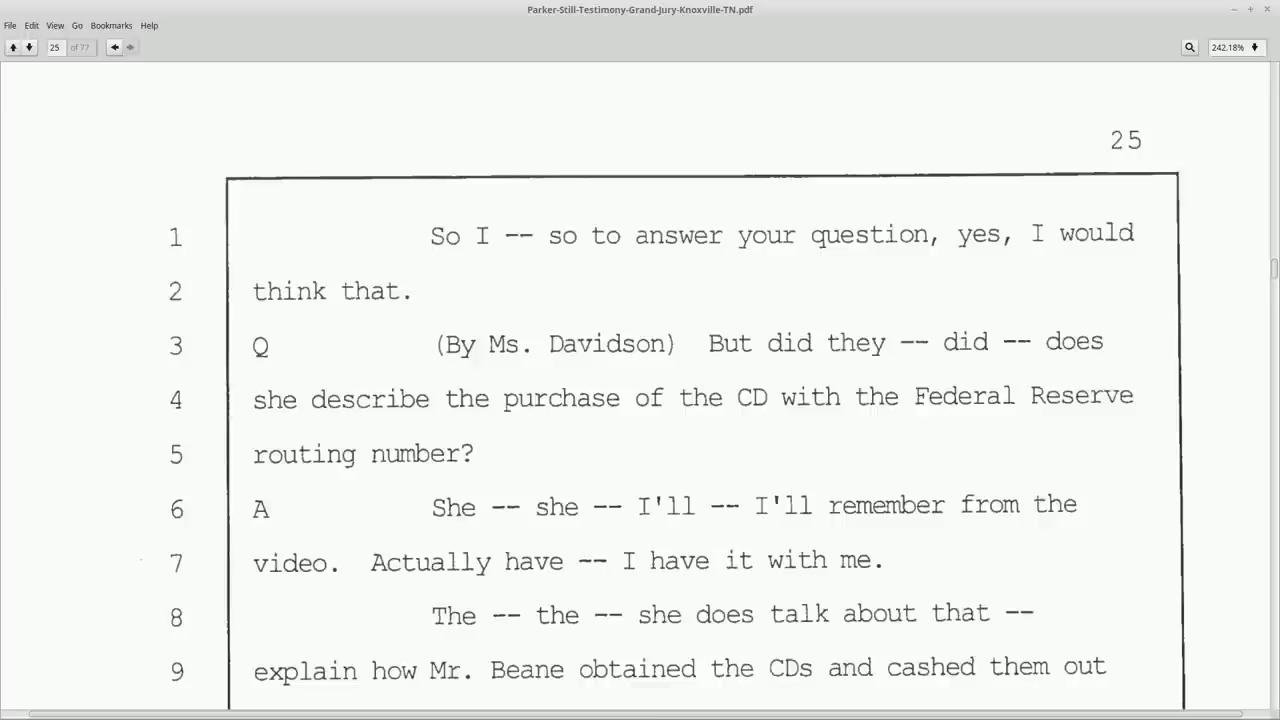 Parker-Still-Testimony-Grand-Jury-Knoxville-TN.pdf
File Edit View Go Bookmarks Help
25 of 77 242.18%
25
1 So I -- so to answer your question, yes, I would
2 think that.
3 Q (By Ms. Davidson) But did they -- did -- does
4 she describe the purchase of the CD with the Federal Reserve
5 routing number?
6 A She -- she -- I'll -- I'll remember from the
7 video. Actually have -- I have it with me.
8 The -- the -- she does talk about that --
9 explain how Mr. Beane obtained the CDs and cashed them out